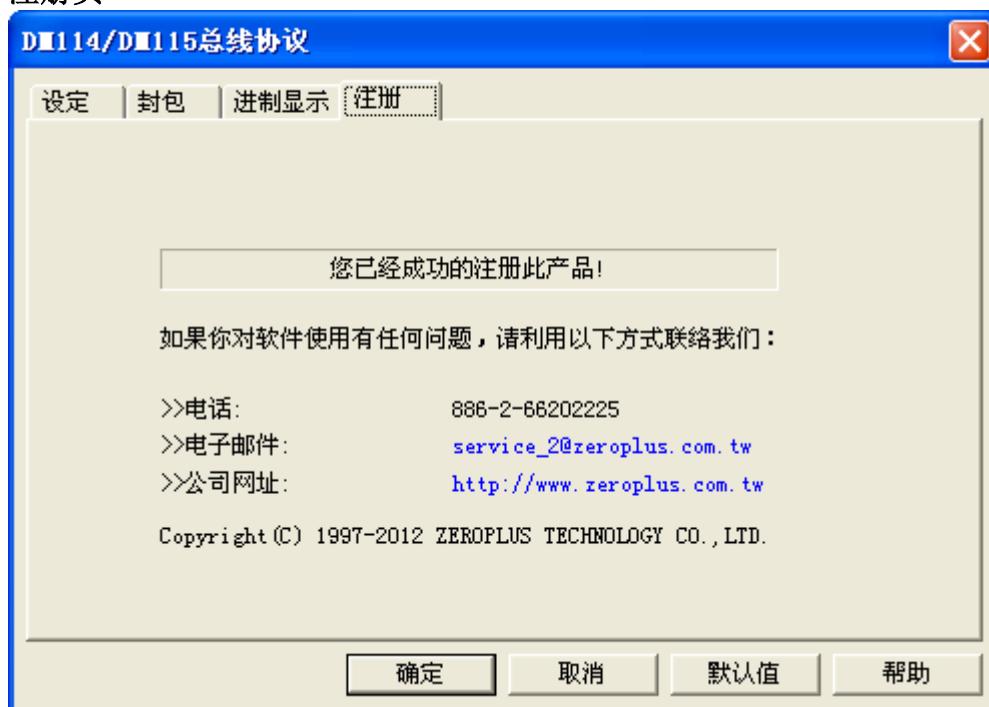 注册页
DM114/DM115总线协议
设定 封包 进制显示 注册
您已经成功的注册此产品!
如果你对软件使用有任何问题，请利用以下方式联络我们：
>>电话: 886-2-66202225
>>电子邮件: service_2@zeroplus.com.tw
>>公司网址: http://www.zeroplus.com.tw
Copyright(C) 1997-2012 ZEROPLUS TECHNOLOGY CO.,LTD.
确定 取消 默认值 帮助